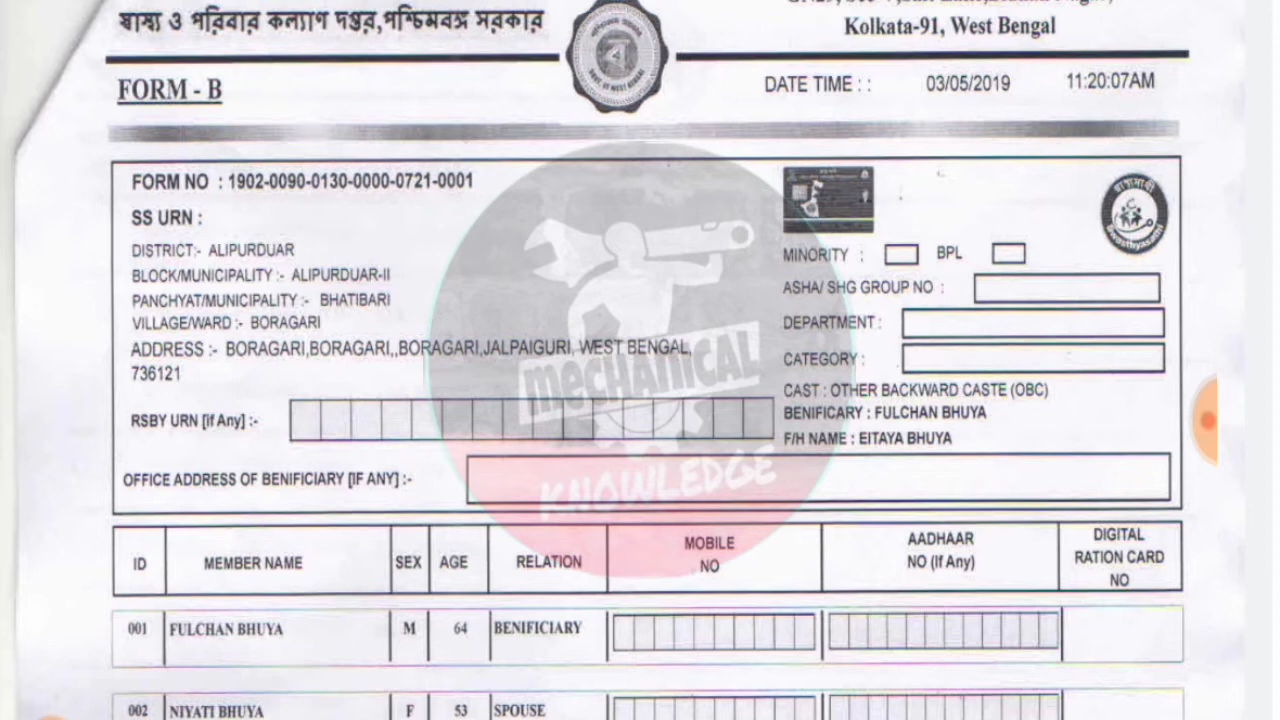 স্বাস্থ্য ও পরিবার কল্যাণ দপ্তর,পশ্চিমবঙ্গ সরকার
Kolkata-91, West Bengal
FORM - B
DATE TIME : : 03/05/2019 11:20:07AM
FORM NO : 1902-0090-0130-0000-0721-0001
SS URN :
DISTRICT:- ALIPURDUAR
BLOCK/MUNICIPALITY :- ALIPURDUAR-II
MINORITY : BPL
PANCHYAT/MUNICIPALITY :- BHATIBARI
ASHA/ SHG GROUP NO :
VILLAGE/WARD :- BORAGARI
DEPARTMENT :
ADDRESS :- BORAGARI,BORAGARI,,BORAGARI,JALPAIGURI, WEST BENGAL,
736121
CATEGORY :
CAST : OTHER BACKWARD CASTE (OBC)
RSBY URN [if Any] :-
BENIFICARY : FULCHAN BHUYA
F/H NAME : EITAYA BHUYA
OFFICE ADDRESS OF BENIFICIARY [IF ANY] :-
MECHANICAL
KNOWLEDGE
ID MEMBER NAME SEX AGE RELATION MOBILE NO AADHAAR NO (If Any) DIGITAL RATION CARD NO
001 FULCHAN BHUYA M 64 BENIFICIARY
002 NIYATI BHUYA F 53 SPOUSE